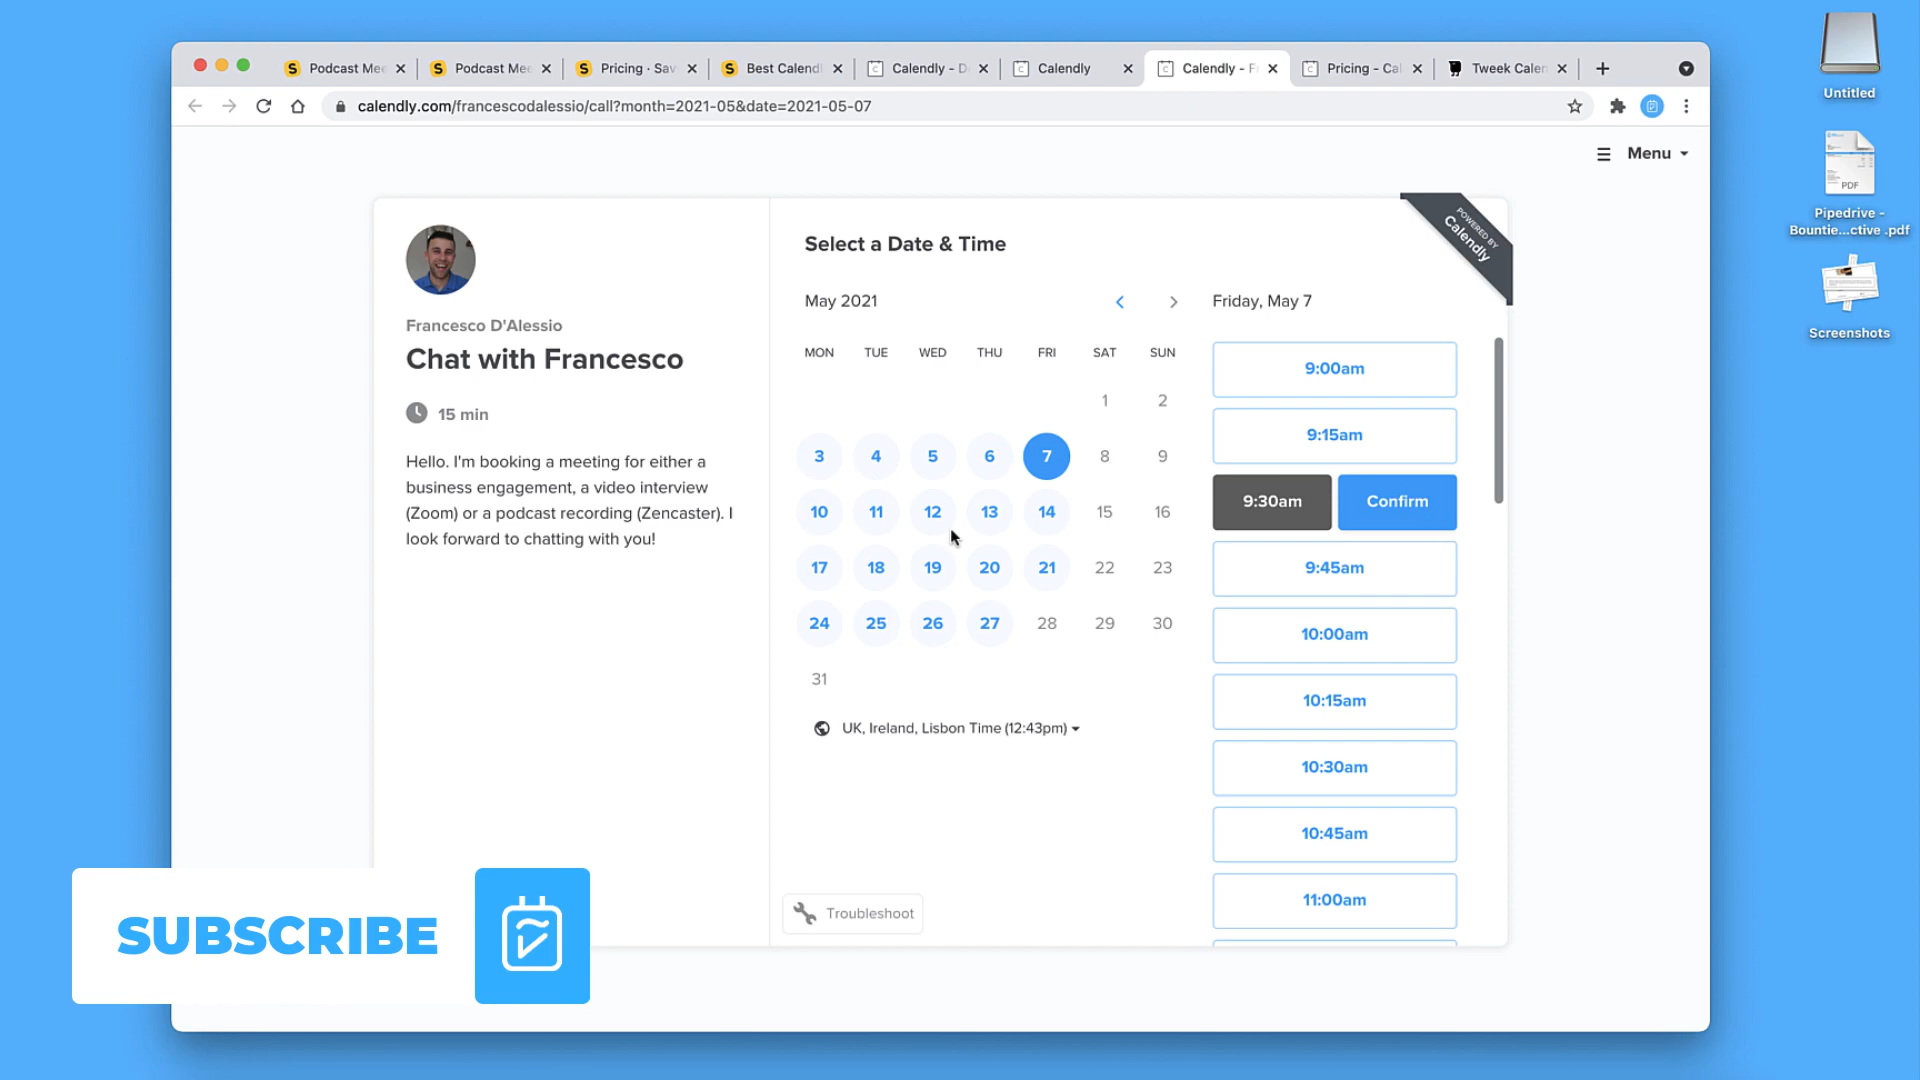 Podcast Mee
Podcast Mee
Pricing · Sav
Best Calendl
Calendly - D
Calendly
Calendly - F
Pricing - Cal
Tweek Calen
calendly.com/francescodalessio/call?month=2021-05&date=2021-05-07
Menu
Untitled
PDF
Pipedrive -
Bountie...ctive .pdf
Screenshots
POWERED BY
Calendly
Francesco D'Alessio
Chat with Francesco
15 min
Hello. I'm booking a meeting for either a
business engagement, a video interview
(Zoom) or a podcast recording (Zencaster). I
look forward to chatting with you!
Select a Date & Time
May 2021
MON TUE WED THU FRI SAT SUN
1 2
3 4 5 6 7 8 9
10 11 12 13 14 15 16
17 18 19 20 21 22 23
24 25 26 27 28 29 30
31
UK, Ireland, Lisbon Time (12:43pm)
Troubleshoot
Friday, May 7
9:00am
9:15am
9:30am Confirm
9:45am
10:00am
10:15am
10:30am
10:45am
11:00am
SUBSCRIBE